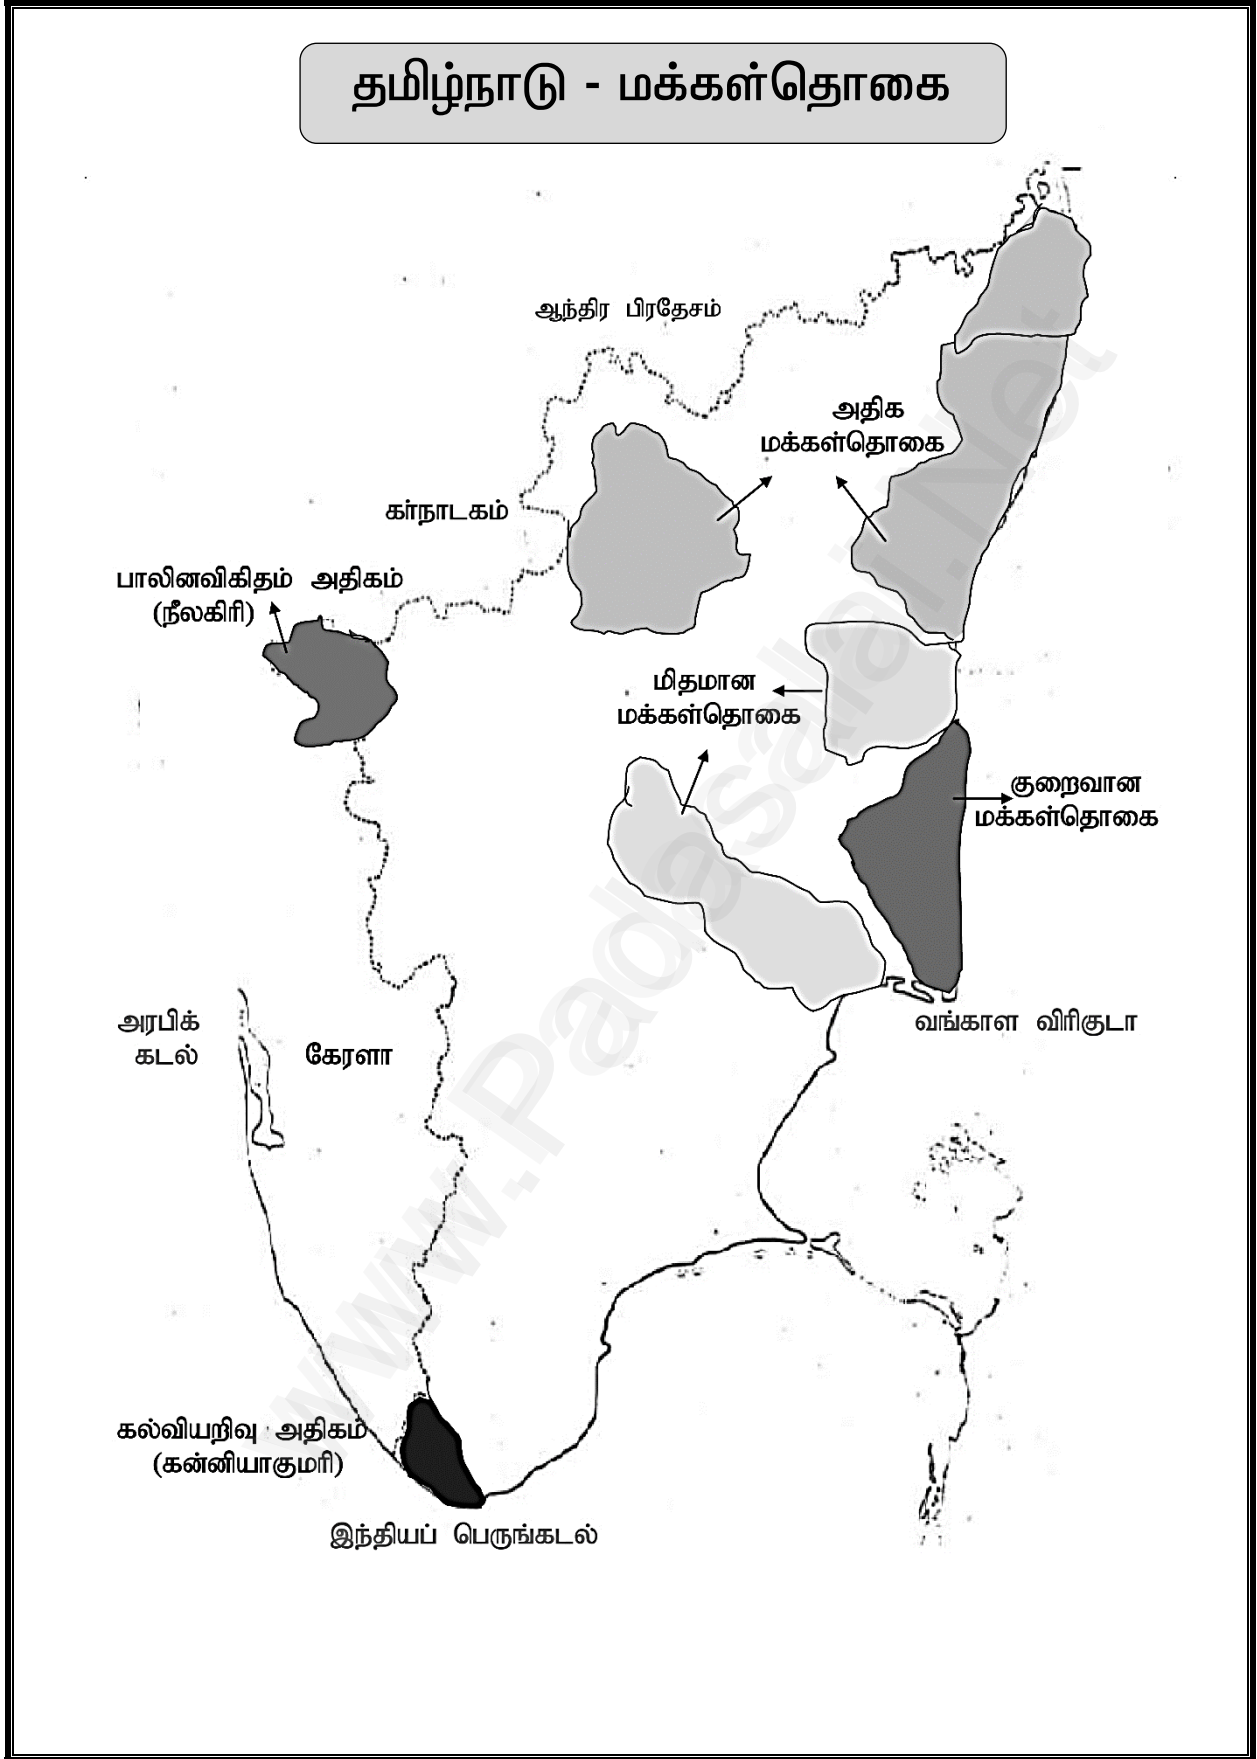 தமிழ்நாடு - மக்கள்தொகை
ஆந்திர பிரதேசம்
அதிக
மக்கள்தொகை
கர்நாடகம்
பாலினவிகிதம் அதிகம்
(நீலகிரி)
மிதமான
மக்கள்தொகை
குறைவான
மக்கள்தொகை
அரபிக்
கடல்
கேரளா
வங்காள விரிகுடா
கல்வியறிவு அதிகம்
(கன்னியாகுமரி)
இந்தியப் பெருங்கடல்
www.Padasalai.Net